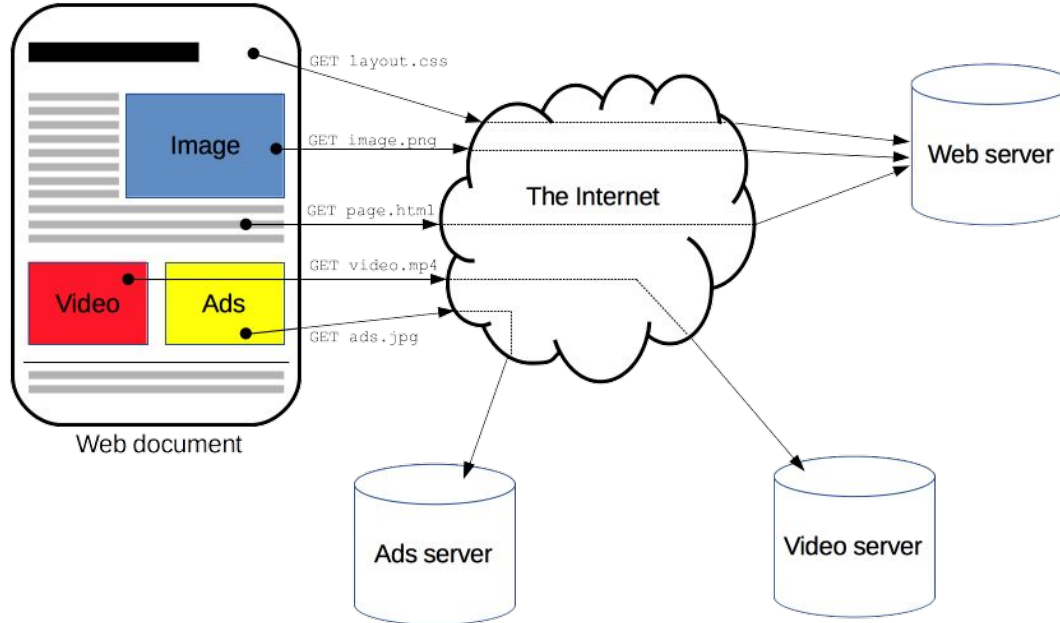 GET layout.css
Image
GET image.png
Web server
The Internet
GET page.html
GET video.mp4
Video
Ads
GET ads.jpg
Web document
Ads server
Video server